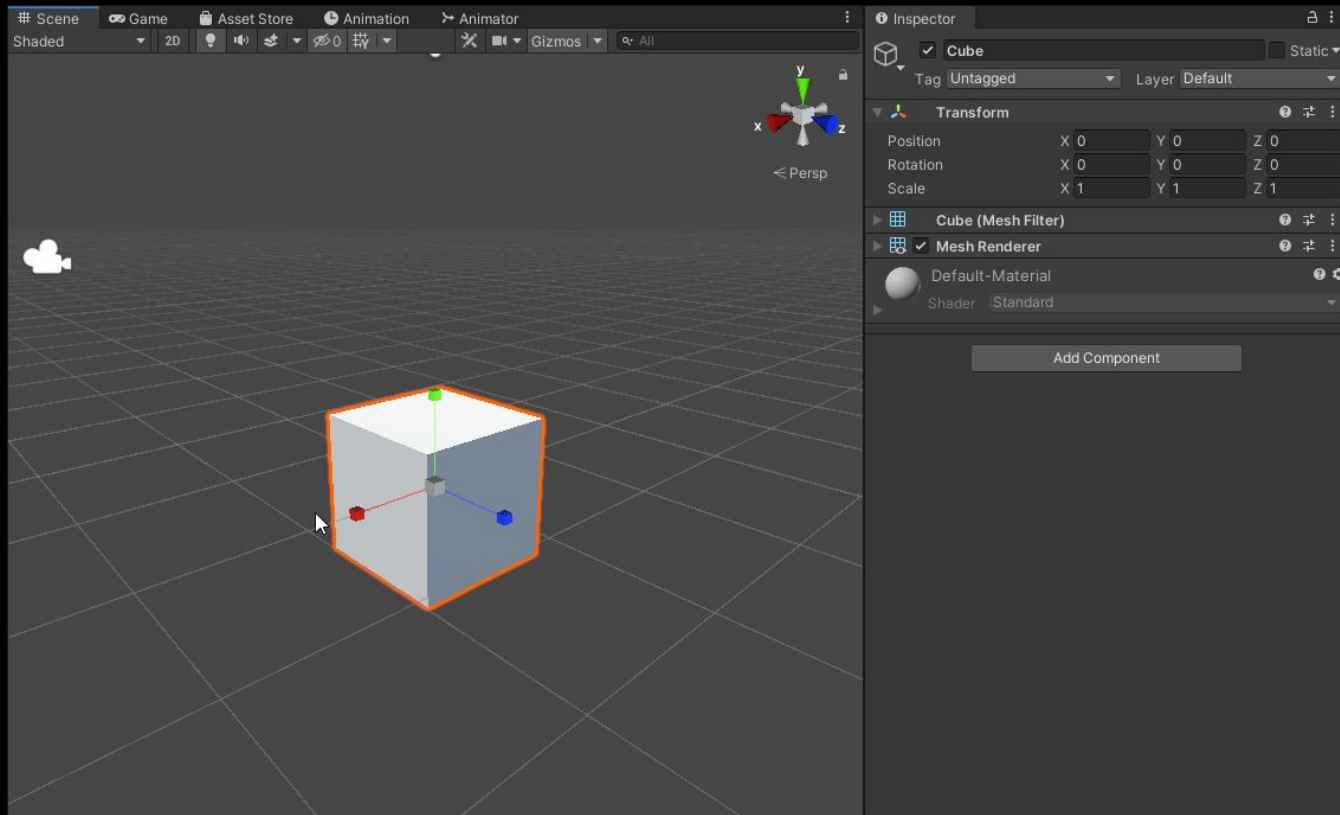 Scene Game Asset Store Animation Animator
Shaded 2D 0 Gizmos All
y
x z
Persp
Inspector
Cube Static
Tag Untagged Layer Default
Transform
Position X 0 Y 0 Z 0
Rotation X 0 Y 0 Z 0
Scale X 1 Y 1 Z 1
Cube (Mesh Filter)
Mesh Renderer
Default-Material
Shader Standard
Add Component